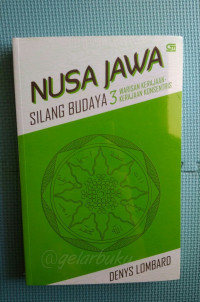 NUSA JAWA
SILANG BUDAYA
3
WARISAN KERAJAAN-
KERAJAAN KONSENTRIS
@gelarbuku
DENYS LOMBARD